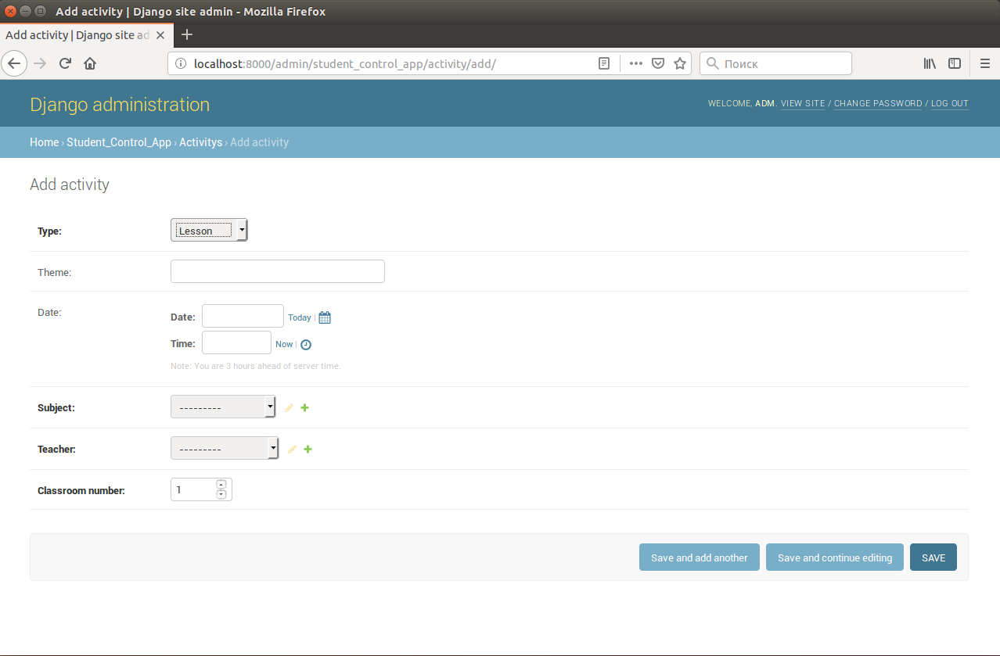 Add activity | Django site admin - Mozilla Firefox
Add activity | Django site ad
localhost:8000/admin/student_control_app/activity/add/
Поиск
Django administration
WELCOME, ADM. VIEW SITE / CHANGE PASSWORD / LOG OUT
Home › Student_Control_App › Activitys › Add activity
Add activity
Type: Lesson
Theme:
Date:
Date: Today |
Time: Now |
Note: You are 3 hours ahead of server time.
Subject: ---------
Teacher: ---------
Classroom number: 1
Save and add another Save and continue editing SAVE